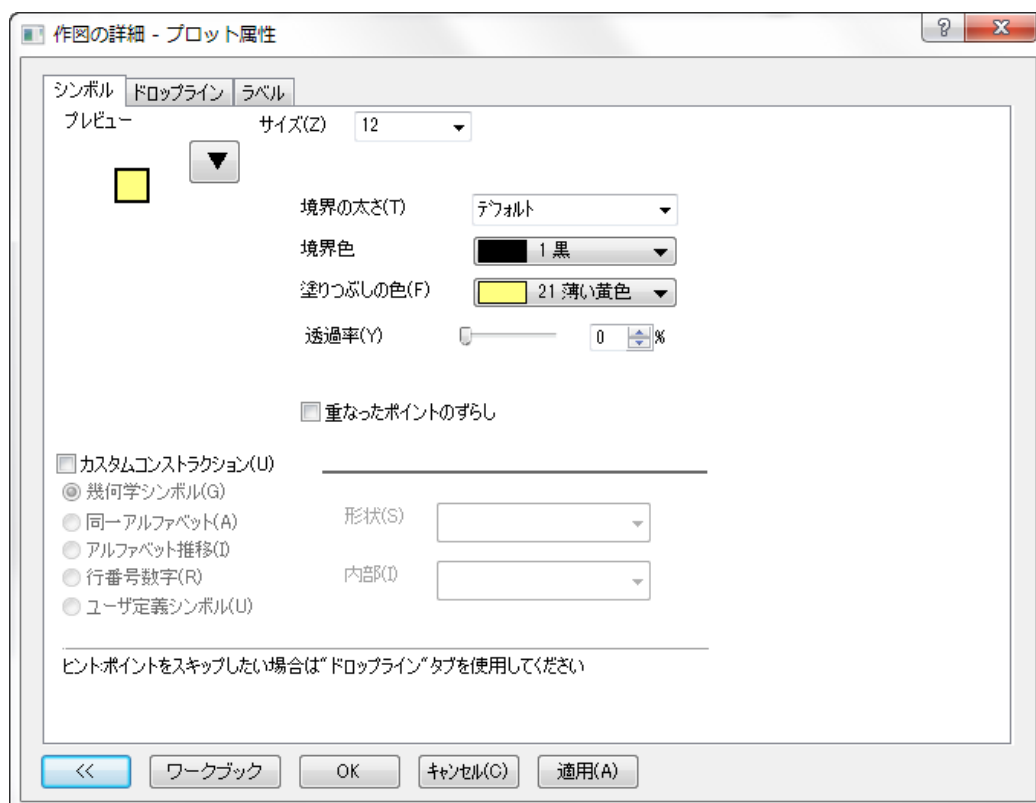 作図の詳細 - プロット属性
シンボル ドロップライン ラベル
プレビュー サイズ(Z) 12
境界の太さ(T) デフォルト
境界色 1 黒
塗りつぶしの色(F) 21 薄い黄色
透過率(Y) 0 %
重なったポイントのずらし
カスタムコンストラクション(U)
幾何学シンボル(G)
同一アルファベット(A) 形状(S)
アルファベット推移(I)
行番号数字(R) 内部(I)
ユーザ定義シンボル(U)
ヒント:ポイントをスキップしたい場合は"ドロップライン"タブを使用してください
<< ワークブック OK キャンセル(C) 適用(A)